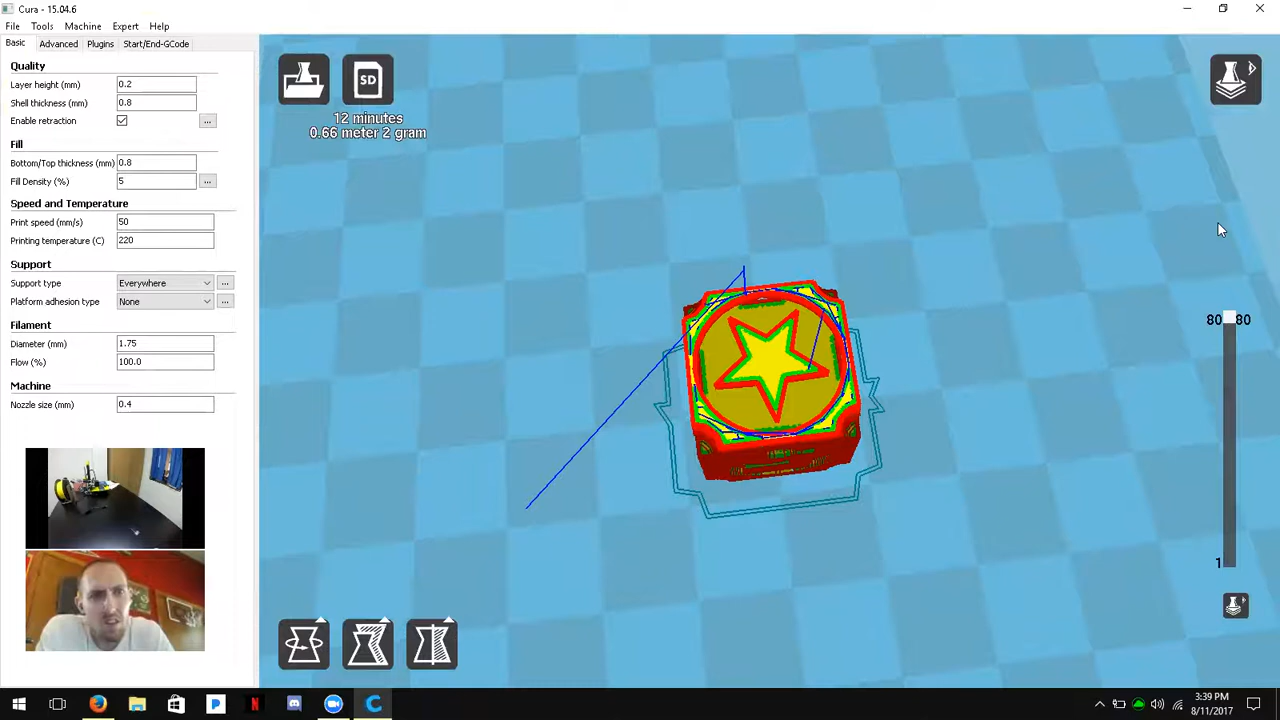 Cura - 15.04.6
File Tools Machine Expert Help
Basic Advanced Plugins Start/End-GCode
Quality
Layer height (mm) 0.2
Shell thickness (mm) 0.8
Enable retraction ...
Fill
Bottom/Top thickness (mm) 0.8
Fill Density (%) 5 ...
Speed and Temperature
Print speed (mm/s) 50
Printing temperature (C) 220
Support
Support type Everywhere ...
Platform adhesion type None ...
Filament
Diameter (mm) 1.75
Flow (%) 100.0
Machine
Nozzle size (mm) 0.4
SD
12 minutes
0.66 meter 2 gram
80 80
1
P N C
3:39 PM
8/11/2017